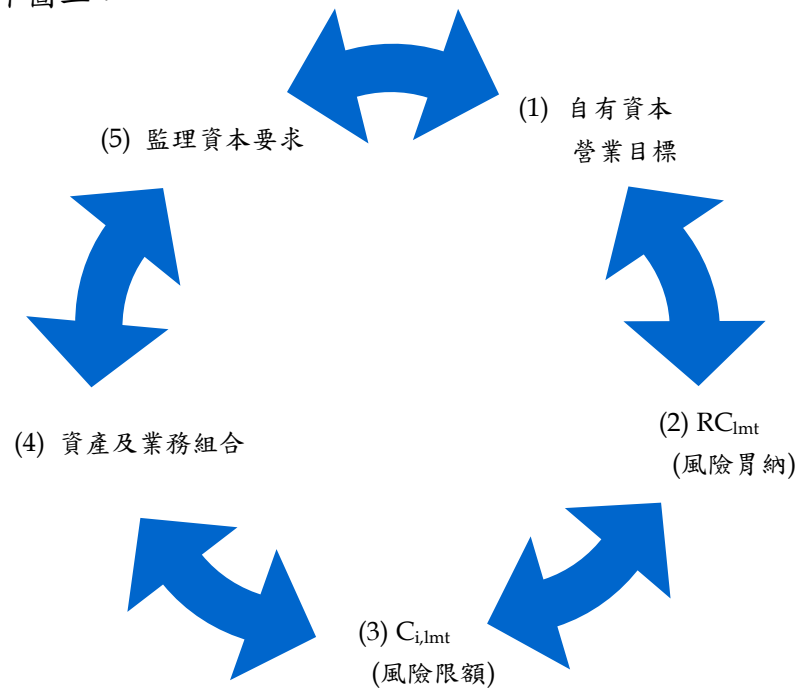 (1) 自有資本
營業目標
(5) 監理資本要求
(2) RClmt
(風險胃納)
(4) 資產及業務組合
(3) Ci,lmt
(風險限額)